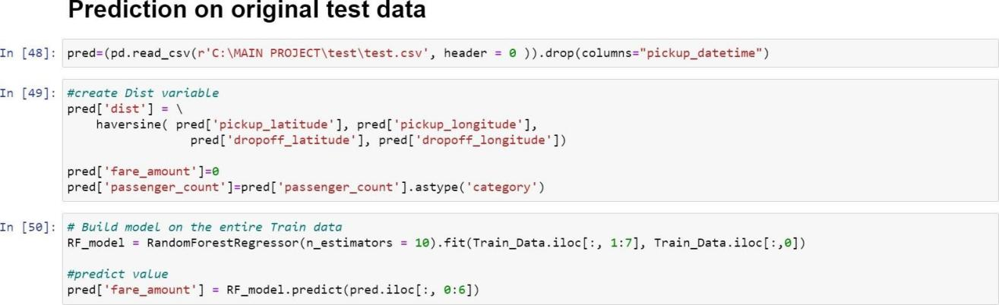 Prediction on original test data
In [48]: pred=(pd.read_csv(r'C:\MAIN PROJECT\test\test.csv', header = 0 )).drop(columns="pickup_datetime")
In [49]: #create Dist variable
pred['dist'] = \
haversine( pred['pickup_latitude'], pred['pickup_longitude'],
pred['dropoff_latitude'], pred['dropoff_longitude'])
pred['fare_amount']=0
pred['passenger_count']=pred['passenger_count'].astype('category')
In [50]: # Build model on the entire Train data
RF_model = RandomForestRegressor(n_estimators = 10).fit(Train_Data.iloc[:, 1:7], Train_Data.iloc[:,0])
#predict value
pred['fare_amount'] = RF_model.predict(pred.iloc[:, 0:6])